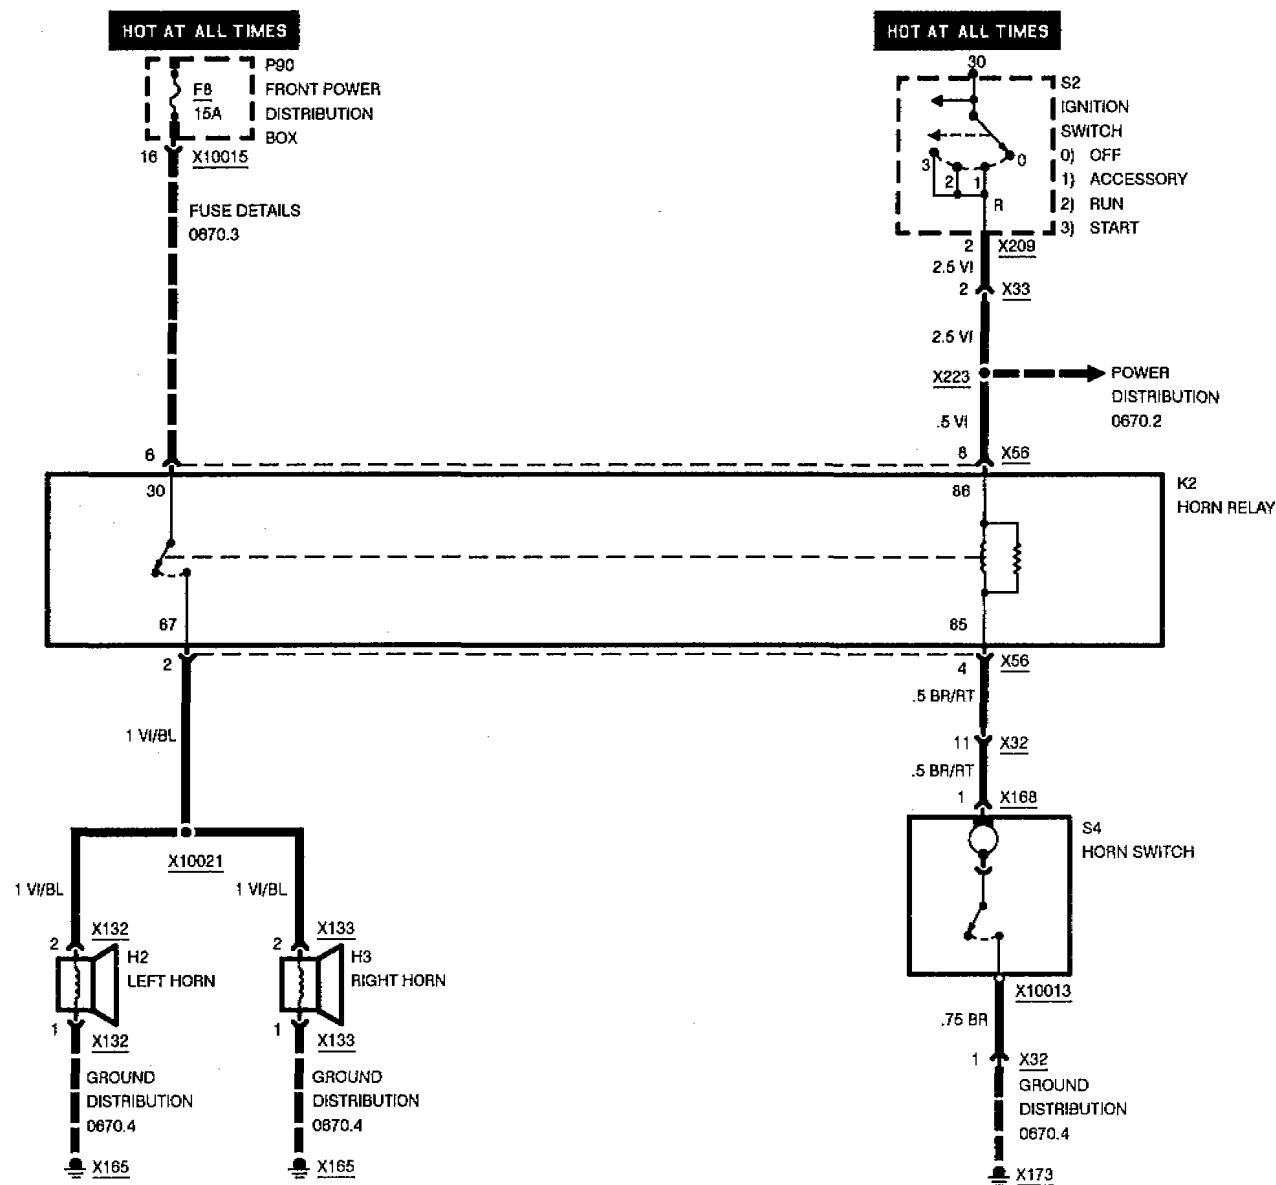 HOT AT ALL TIMES
HOT AT ALL TIMES
P90
FRONT POWER
DISTRIBUTION
BOX
F8
15A
16 X10015
FUSE DETAILS
0670.3
30
S2
IGNITION
SWITCH
0) OFF
1) ACCESSORY
2) RUN
3) START
3 2 1 0
R
2 X209
2.5 VI
2 X33
2.5 VI
X223
POWER
DISTRIBUTION
0670.2
.5 VI
6
8 X56
30
86
K2
HORN RELAY
87
85
2
4 X56
.5 BR/RT
1 VI/BL
11 X32
.5 BR/RT
1 X168
S4
HORN SWITCH
X10021
1 VI/BL
1 VI/BL
2 X132
2 X133
H2
LEFT HORN
H3
RIGHT HORN
X10013
.75 BR
1 X132
1 X133
1 X32
GROUND
DISTRIBUTION
0670.4
GROUND
DISTRIBUTION
0670.4
GROUND
DISTRIBUTION
0670.4
X165
X165
X173